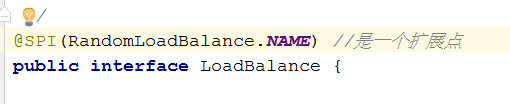 */
@SPI(RandomLoadBalance.NAME) //是一个扩展点
public interface LoadBalance {